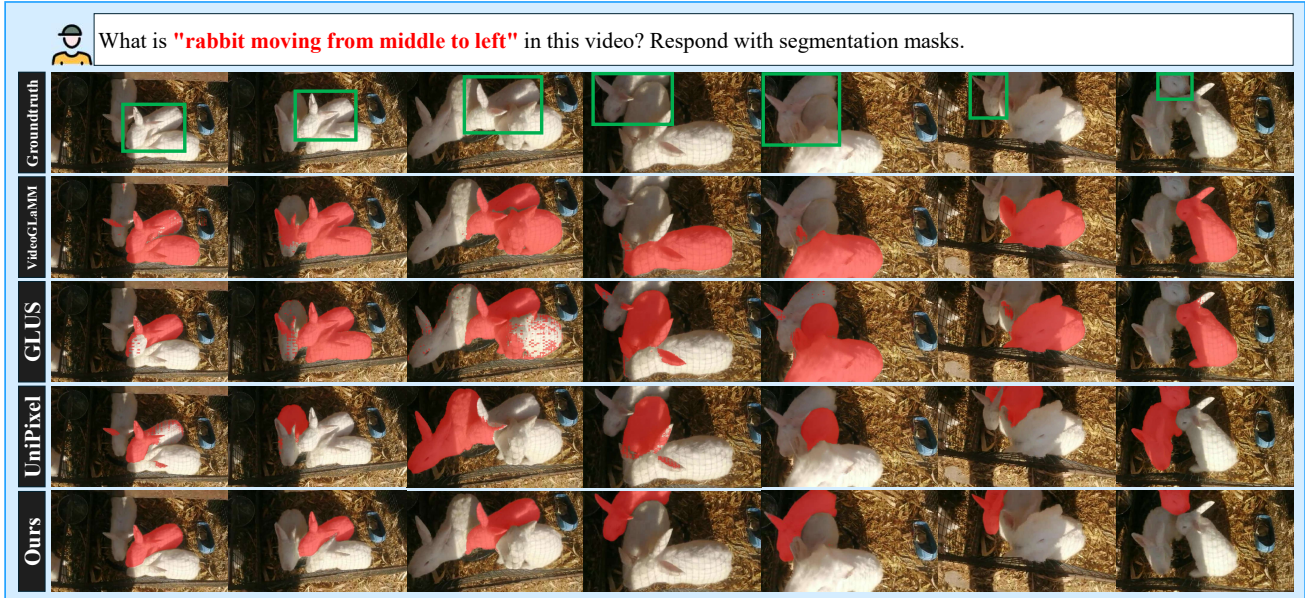 What is "rabbit moving from middle to left" in this video? Respond with segmentation masks.
Groundtruth
VideoGLaMM
GLUS
UniPixel
Ours